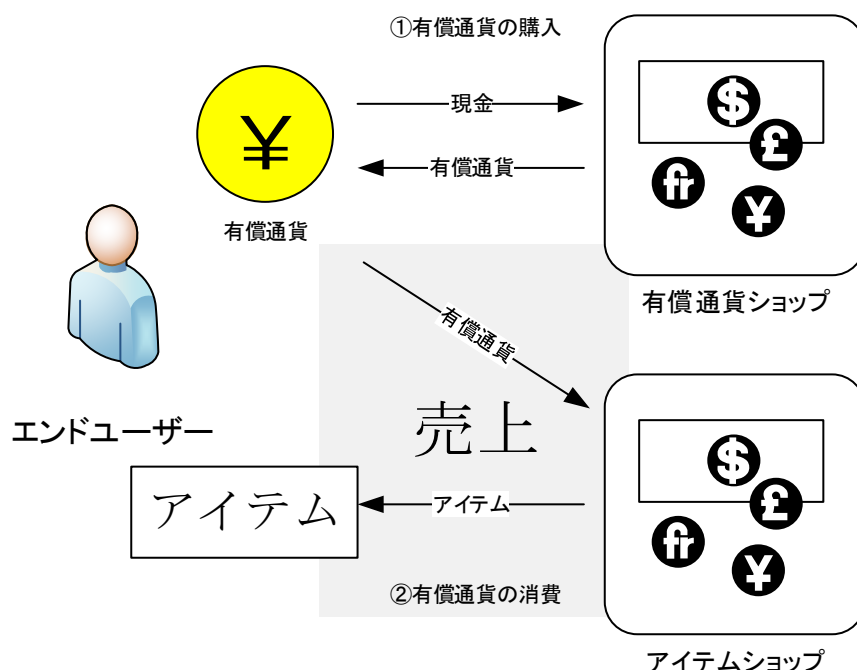 ①有償通貨の購入
¥
現金
有償通貨
有償通貨
$
£
fr
¥
有償通貨ショップ
有償通貨
エンドユーザー
売上
アイテム
アイテム
②有償通貨の消費
$
£
fr
¥
アイテムショップ